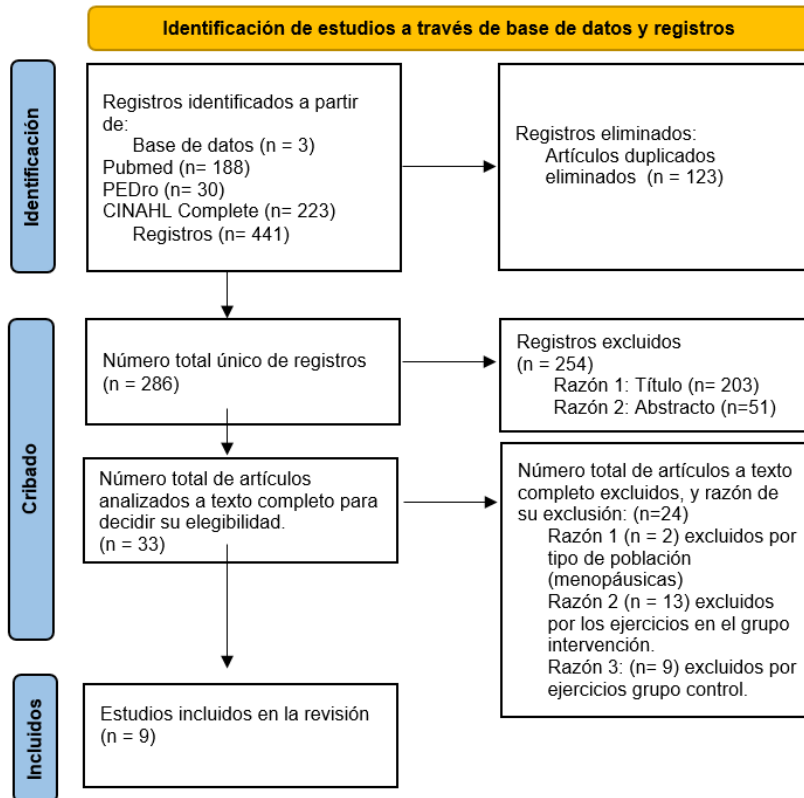 Identificación de estudios a través de base de datos y registros
Identificación
Registros identificados a partir
de:
Base de datos (n = 3)
Pubmed (n= 188)
PEDro (n= 30)
CINAHL Complete (n= 223)
Registros (n= 441)
Registros eliminados:
Artículos duplicados
eliminados (n = 123)
Cribado
Número total único de registros
(n = 286)
Registros excluidos
(n = 254)
Razón 1: Título (n= 203)
Razón 2: Abstracto (n=51)
Número total de artículos
analizados a texto completo para
decidir su elegibilidad.
(n = 33)
Número total de artículos a texto
completo excluidos, y razón de
su exclusión: (n=24)
Razón 1 (n = 2) excluidos por
tipo de población
(menopáusicas)
Razón 2 (n = 13) excluidos
por los ejercicios en el grupo
intervención.
Razón 3: (n= 9) excluidos por
ejercicios grupo control.
Incluidos
Estudios incluidos en la revisión
(n = 9)